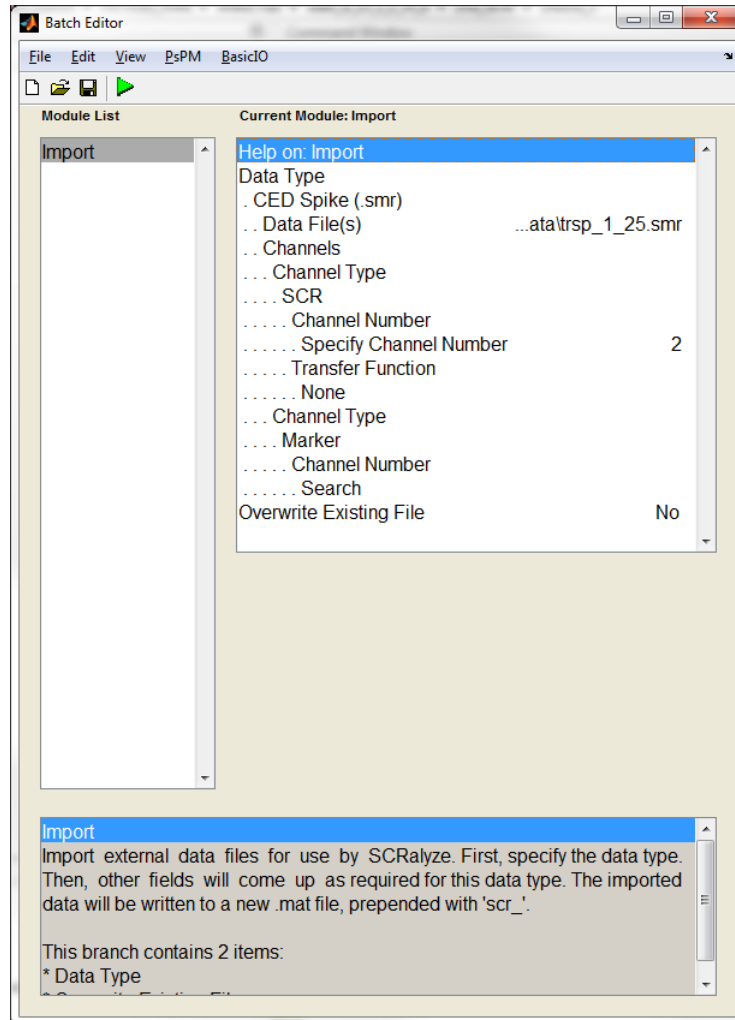 Batch Editor
File Edit View PsPM BasicIO
Module List
Current Module: Import
Import
Help on: Import
Data Type
. CED Spike (.smr)
. . Data File(s) ...ata\trsp_1_25.smr
. . Channels
. . . Channel Type
. . . . SCR
. . . . . Channel Number
. . . . . . Specify Channel Number 2
. . . . . Transfer Function
. . . . . . None
. . . Channel Type
. . . . Marker
. . . . . Channel Number
. . . . . . Search
Overwrite Existing File No
Import
Import external data files for use by SCRalyze. First, specify the data type.
Then, other fields will come up as required for this data type. The imported
data will be written to a new .mat file, prepended with 'scr_'.
This branch contains 2 items:
* Data Type